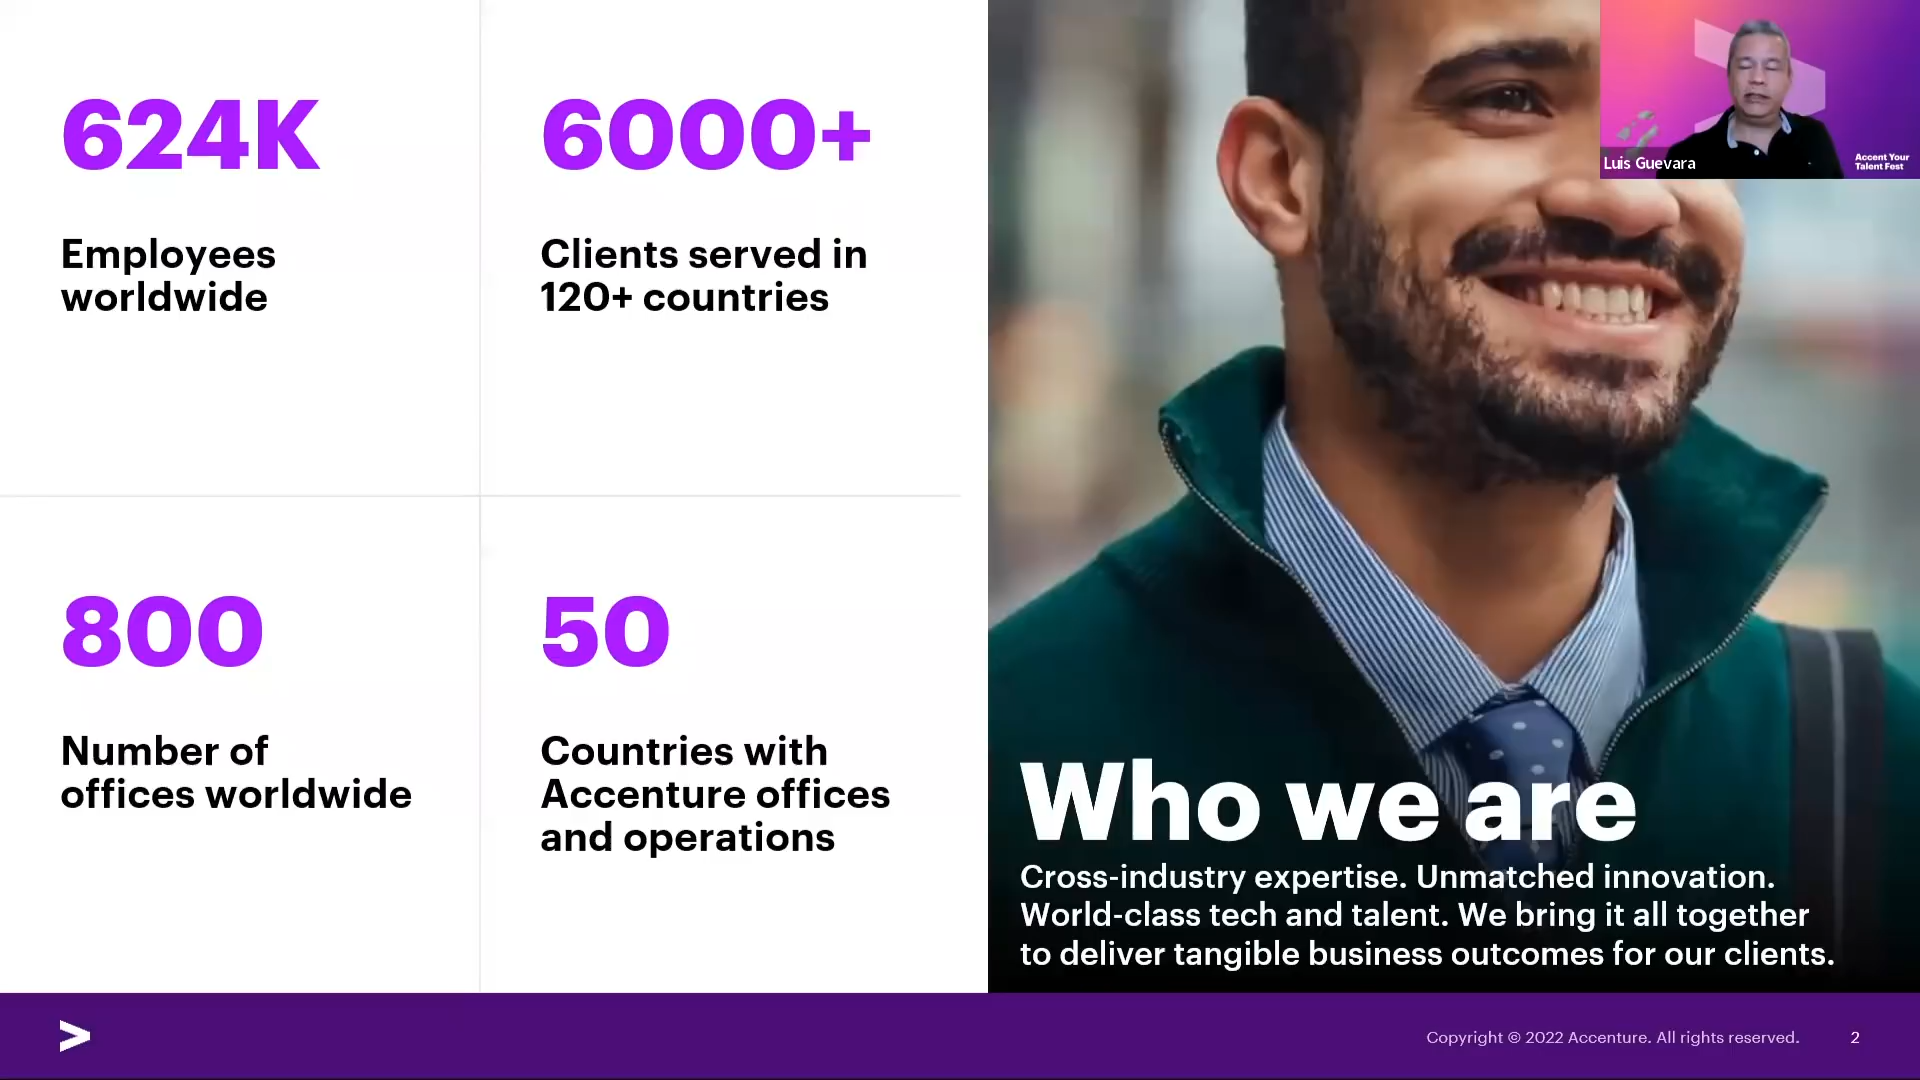 624K
Employees
worldwide
6000+
Clients served in
120+ countries
800
Number of
offices worldwide
50
Countries with
Accenture offices
and operations
Luis Guevara
Accent Your
Talent Fest
Who we are
Cross-industry expertise. Unmatched innovation.
World-class tech and talent. We bring it all together
to deliver tangible business outcomes for our clients.
Copyright © 2022 Accenture. All rights reserved.
2